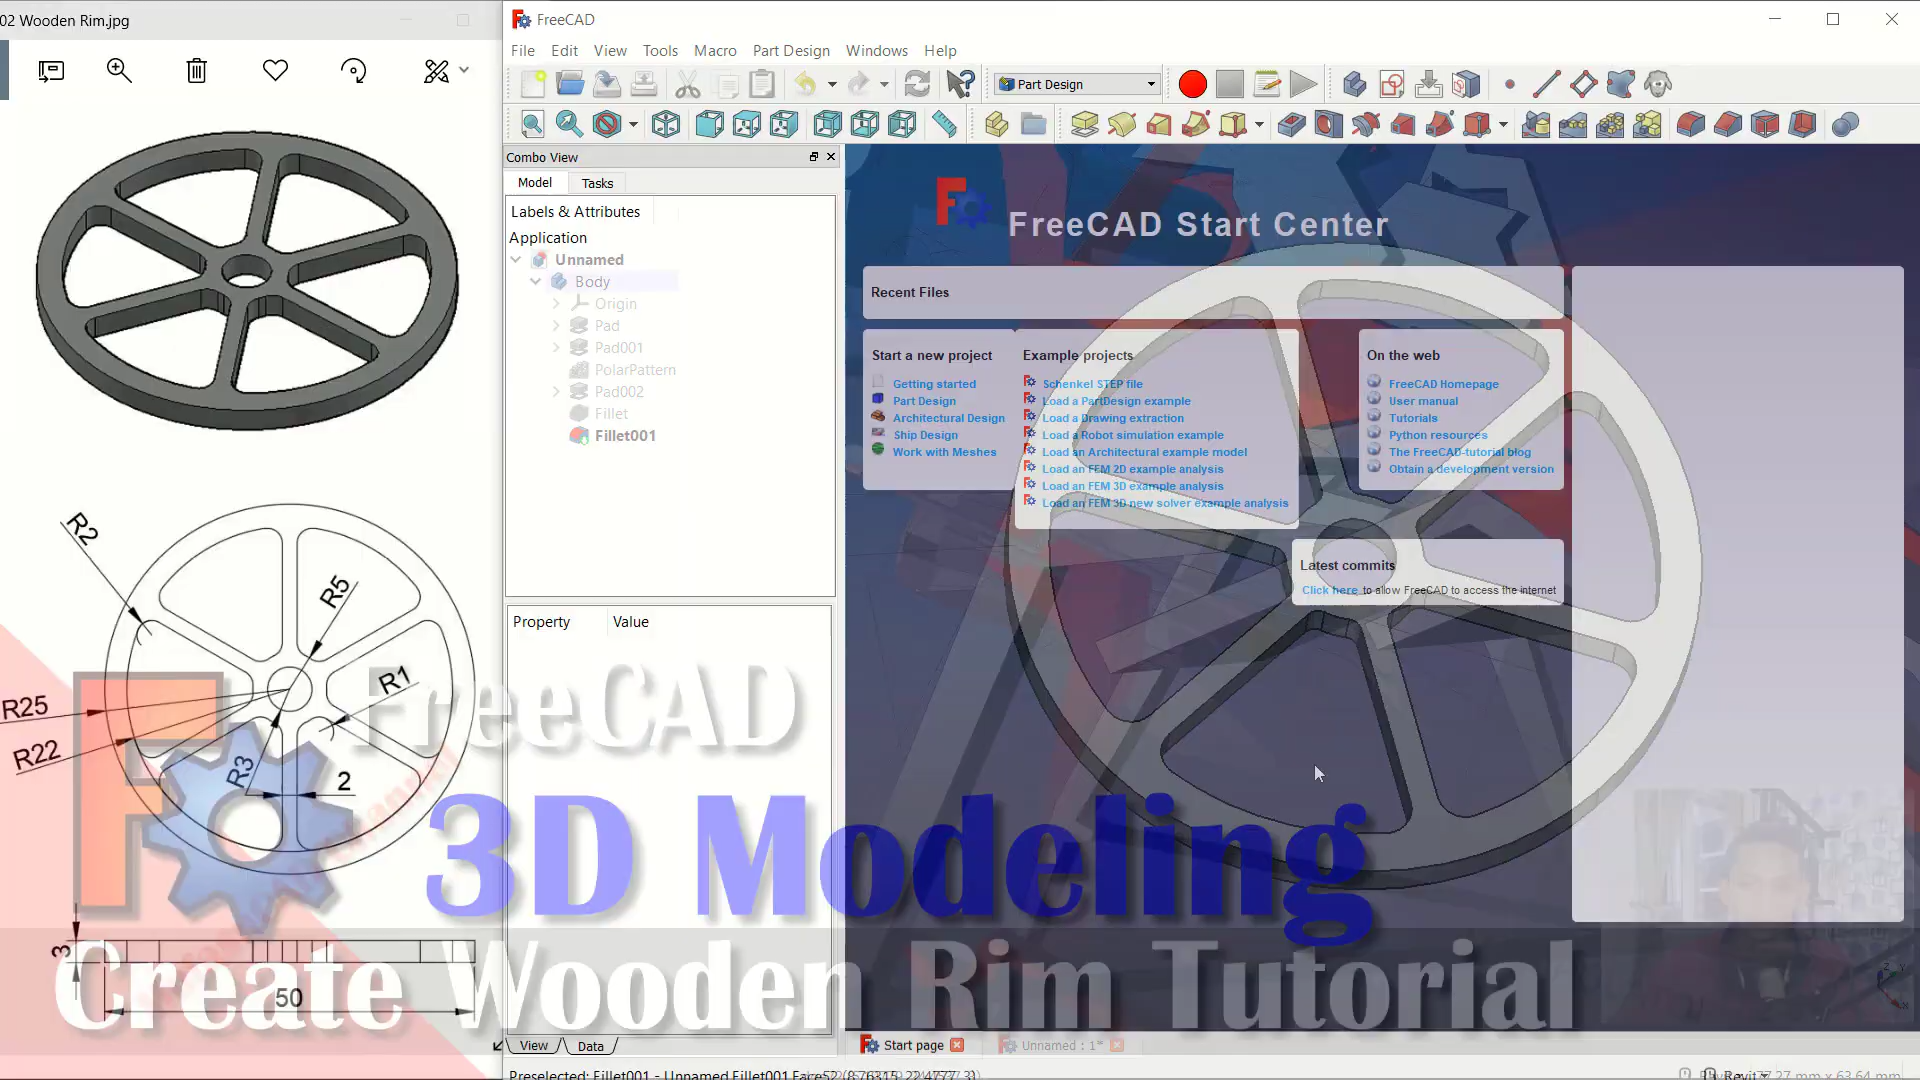 02 Wooden Rim.jpg
FreeCAD
File Edit View Tools Macro Part Design Windows Help
Part Design
Combo View
Model Tasks
Labels & Attributes
Application
Unnamed
Body
Origin
Pad
Pad001
PolarPattern
Pad002
Fillet
Fillet001
Property Value
View Data
FreeCAD Start Center
Recent Files
Start a new project
Getting started
Part Design
Architectural Design
Ship Design
Work with Meshes
Example projects
Schenkel STEP file
Load a PartDesign example
Load a Drawing extraction
Load a Robot simulation example
Load an Architectural example model
Load an FEM 2D example analysis
Load an FEM 3D example analysis
Load an FEM 3D new solver example analysis
On the web
FreeCAD Homepage
User manual
Tutorials
Python resources
The FreeCAD-tutorial blog
Obtain a development version
Latest commits
Click here to allow FreeCAD to access the internet
R2
R5
R1
R25
R22
R3
2
3
50
FreeCAD
3D Modeling
Create Wooden Rim Tutorial
Start page Unnamed : 1*
Preselected: Fillet001 - Unnamed.Fillet001.Face52